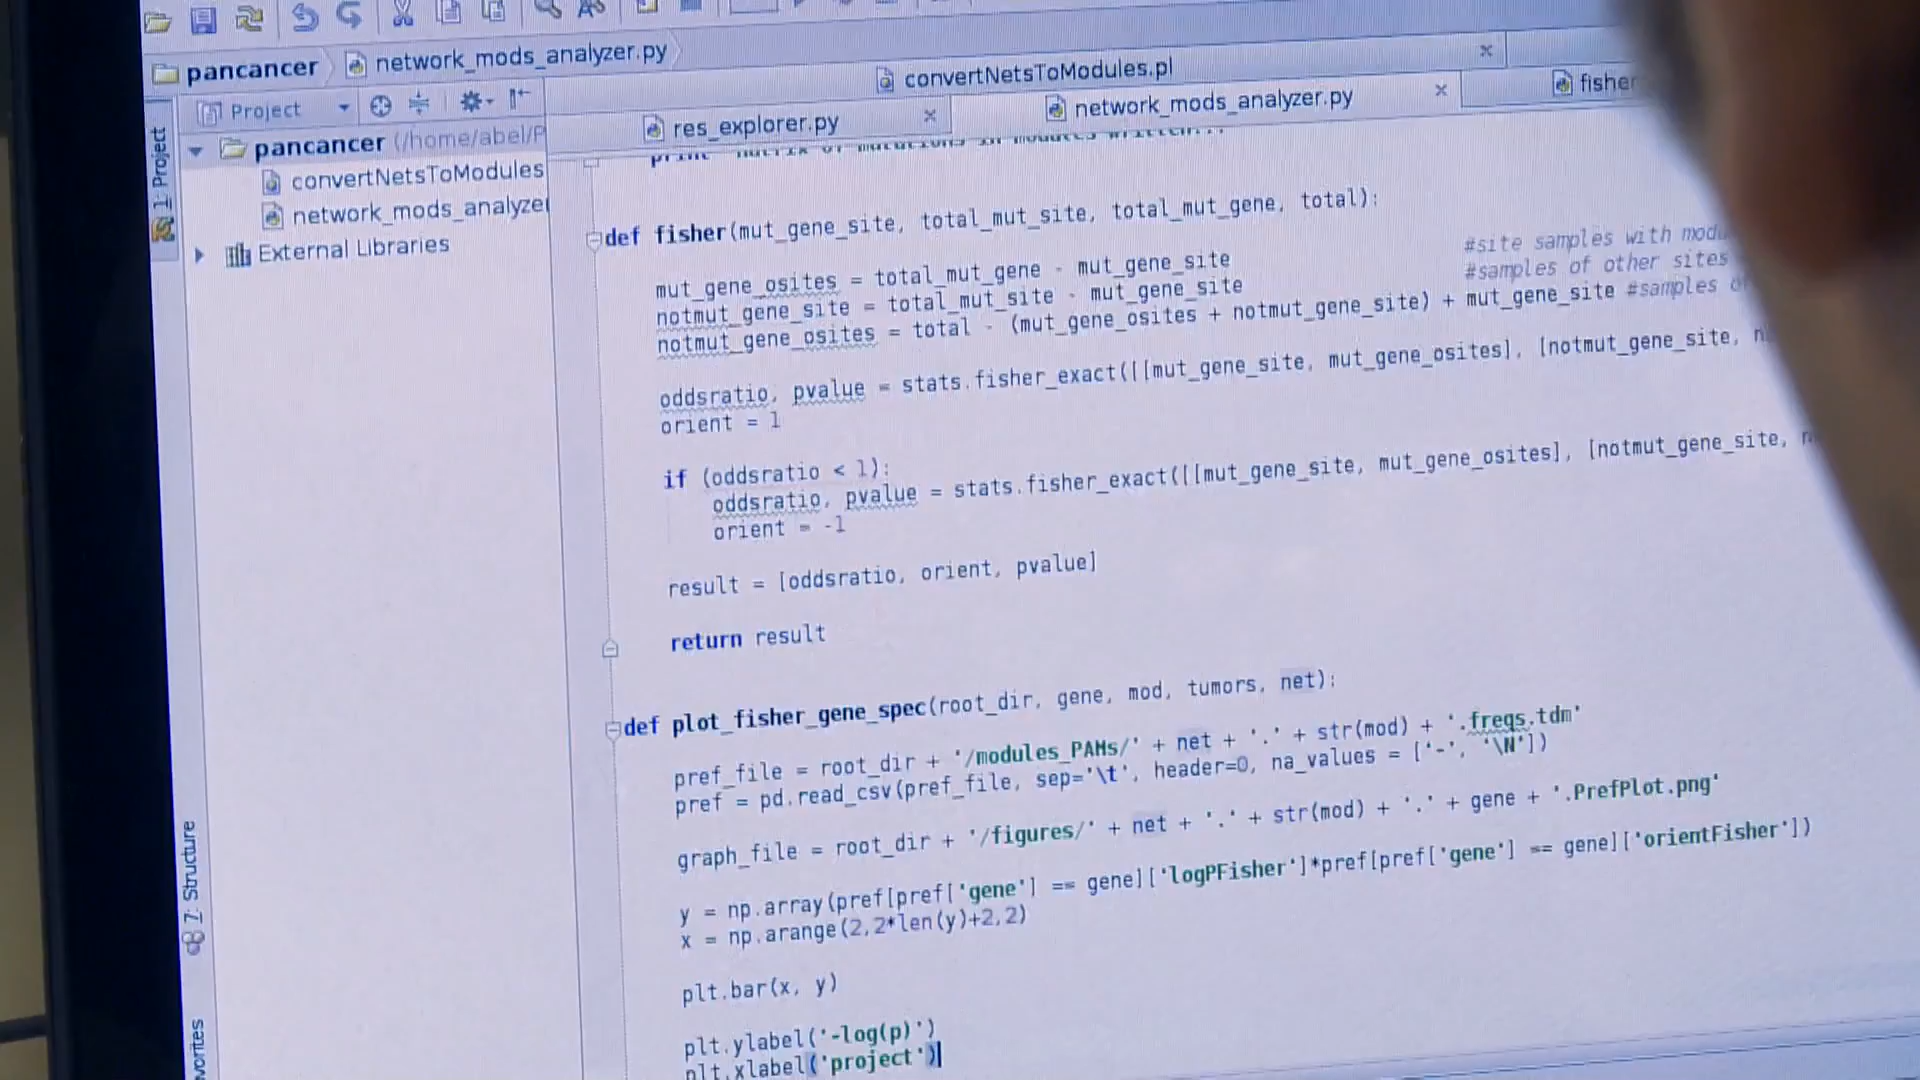 pancancer network_mods_analyzer.py
convertNetsToModules.pl
Project
res_explorer.py network_mods_analyzer.py fisher
1: Project
pancancer (/home/abel/P
convertNetsToModules
network_mods_analyzer
External Libraries
print "Matrix of mutations in modules written..
def fisher(mut_gene_site, total_mut_site, total_mut_gene, total):
mut_gene_osites = total_mut_gene - mut_gene_site #site samples with modu
notmut_gene_site = total_mut_site - mut_gene_site #samples of other sites
notmut_gene_osites = total - (mut_gene_osites + notmut_gene_site) + mut_gene_site #samples o
oddsratio, pvalue = stats.fisher_exact([[mut_gene_site, mut_gene_osites], [notmut_gene_site, n
orient = 1
if (oddsratio < 1):
oddsratio, pvalue = stats.fisher_exact([[mut_gene_site, mut_gene_osites], [notmut_gene_site, n
orient = -1
result = [oddsratio, orient, pvalue]
return result
def plot_fisher_gene_spec(root_dir, gene, mod, tumors, net):
pref_file = root_dir + '/modules_PAMs/' + net + '.' + str(mod) + '.freqs.tdm'
pref = pd.read_csv(pref_file, sep='\t', header=0, na_values = ['-', '\N'])
graph_file = root_dir + '/figures/' + net + '.' + str(mod) + '.' + gene + '.PrefPlot.png'
y = np.array(pref[pref['gene'] == gene]['logPFisher']*pref[pref['gene'] == gene]['orientFisher'])
x = np.arange(2,2*len(y)+2,2)
plt.bar(x, y)
plt.ylabel('-log(p)')
plt.xlabel('project')
7: Structure
vorites